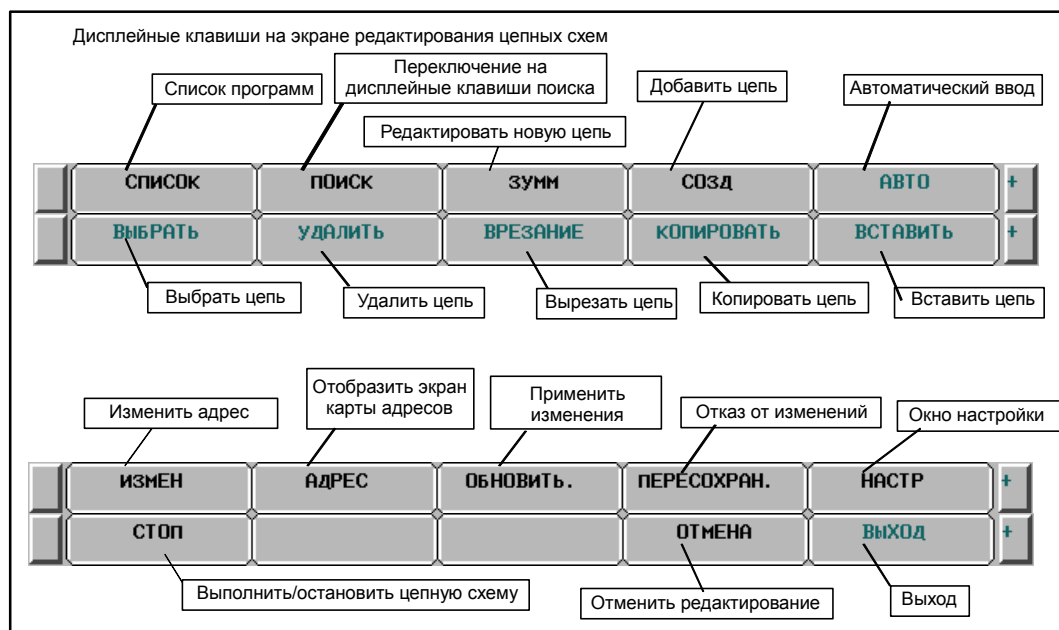 Дисплейные клавиши на экране редактирования цепных схем
Переключение на
дисплейные клавиши поиска
Список программ
Добавить цепь
Автоматический ввод
Редактировать новую цепь
СПИСОК ПОИСК ЗУММ СОЗД АВТО +
ВЫБРАТЬ УДАЛИТЬ ВРЕЗАНИЕ КОПИРОВАТЬ ВСТАВИТЬ +
Выбрать цепь Удалить цепь Вырезать цепь Копировать цепь Вставить цепь
Отобразить экран
карты адресов
Применить
изменения
Изменить адрес
Отказ от изменений
Окно настройки
ИЗМЕН АДРЕС ОБНОВИТЬ. ПЕРЕСОХРАН. НАСТР +
СТОП ОТМЕНА ВЫХОД +
Выполнить/остановить цепную схему Отменить редактирование Выход